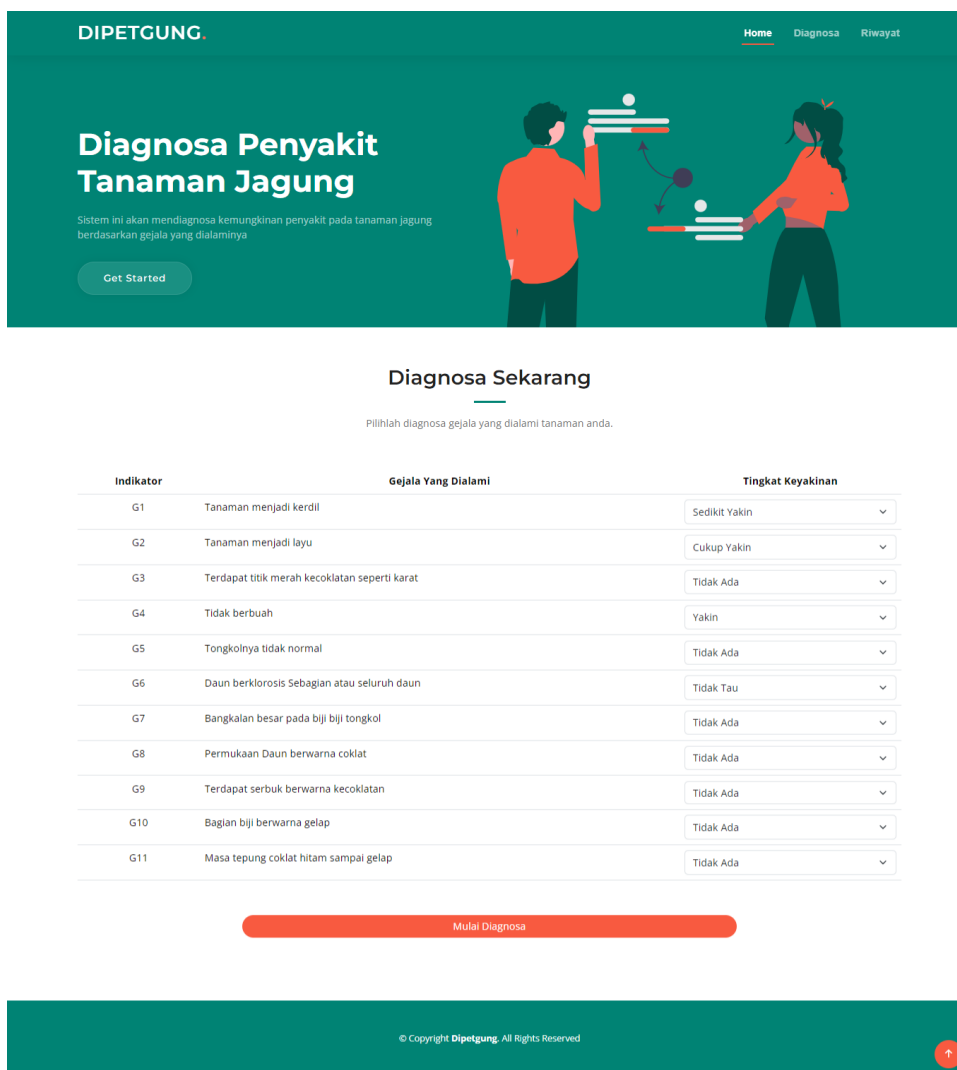 DIPETGUNG.
Home Diagnosa Riwayat
Diagnosa Penyakit
Tanaman Jagung
Sistem ini akan mendiagnosa kemungkinan penyakit pada tanaman jagung
berdasarkan gejala yang dialaminya
Get Started
Diagnosa Sekarang
Pilihlah diagnosa gejala yang dialami tanaman anda.
Indikator Gejala Yang Dialami Tingkat Keyakinan
G1 Tanaman menjadi kerdil Sedikit Yakin
G2 Tanaman menjadi layu Cukup Yakin
G3 Terdapat titik merah kecoklatan seperti karat Tidak Ada
G4 Tidak berbuah Yakin
G5 Tongkolnya tidak normal Tidak Ada
G6 Daun berklorosis Sebagian atau seluruh daun Tidak Tau
G7 Bangkalan besar pada biji biji tongkol Tidak Ada
G8 Permukaan Daun berwarna coklat Tidak Ada
G9 Terdapat serbuk berwarna kecoklatan Tidak Ada
G10 Bagian biji berwarna gelap Tidak Ada
G11 Masa tepung coklat hitam sampai gelap Tidak Ada
Mulai Diagnosa
© Copyright Dipetgung. All Rights Reserved